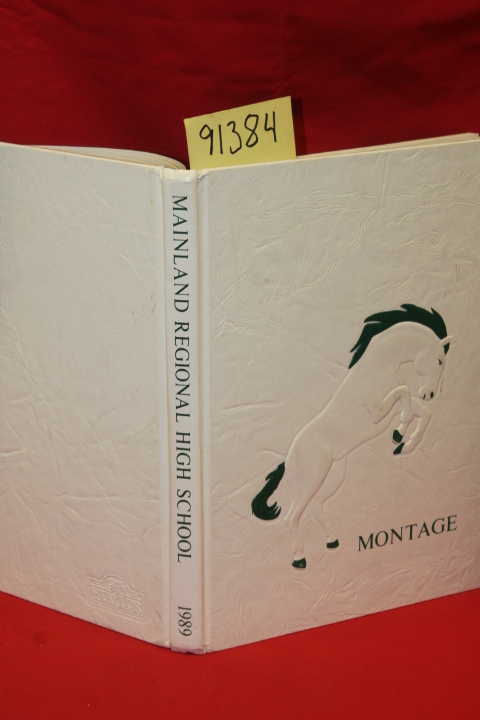 91384
MAINLAND REGIONAL HIGH SCHOOL 1989
MONTAGE